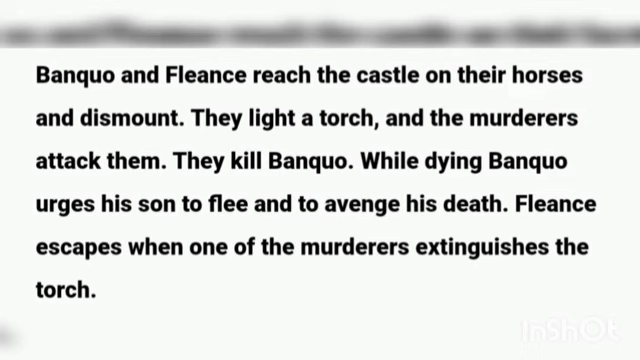 Banquo and Fleance reach the castle on their horses
and dismount. They light a torch, and the murderers
attack them. They kill Banquo. While dying Banquo
urges his son to flee and to avenge his death. Fleance
escapes when one of the murderers extinguishes the
torch.
InShOt